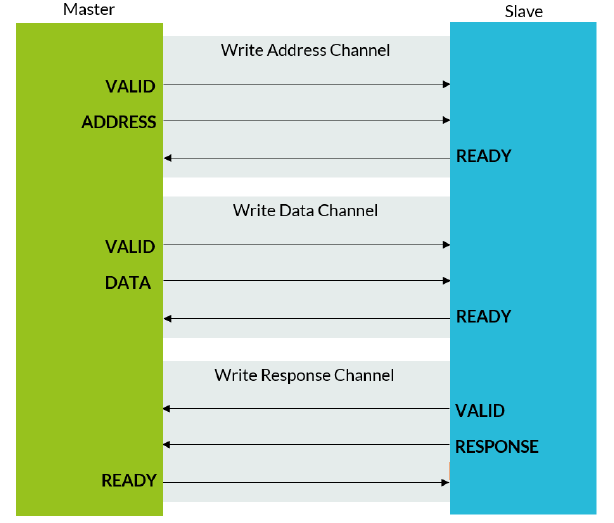 Master
Slave
Write Address Channel
VALID
ADDRESS
READY
Write Data Channel
VALID
DATA
READY
Write Response Channel
VALID
RESPONSE
READY